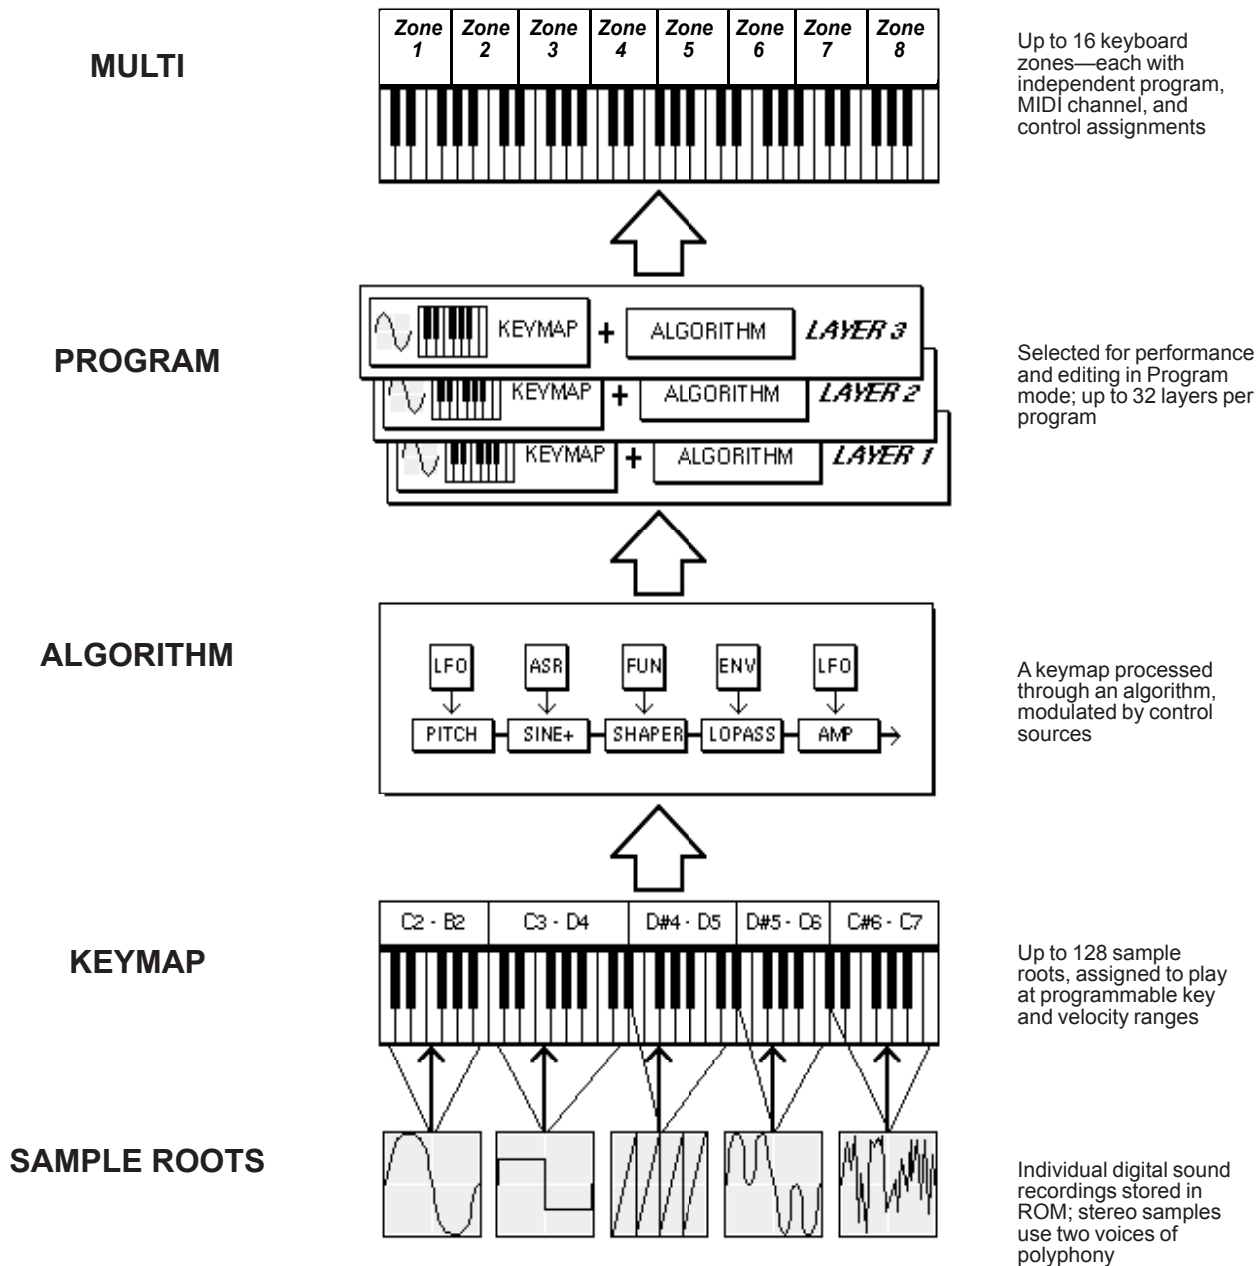 MULTI
Zone 1
Zone 2
Zone 3
Zone 4
Zone 5
Zone 6
Zone 7
Zone 8
Up to 16 keyboard
zones—each with
independent program,
MIDI channel, and
control assignments
PROGRAM
KEYMAP + ALGORITHM LAYER 3
KEYMAP + ALGORITHM LAYER 2
KEYMAP + ALGORITHM LAYER 1
Selected for performance
and editing in Program
mode; up to 32 layers per
program
ALGORITHM
LFO ASR FUN ENV LFO
PITCH SINE+ SHAPER LOPASS AMP
A keymap processed
through an algorithm,
modulated by control
sources
KEYMAP
C2 - B2 C3 - D4 D#4 - D5 D#5 - C6 C#6 - C7
Up to 128 sample
roots, assigned to play
at programmable key
and velocity ranges
SAMPLE ROOTS
Individual digital sound
recordings stored in
ROM; stereo samples
use two voices of
polyphony